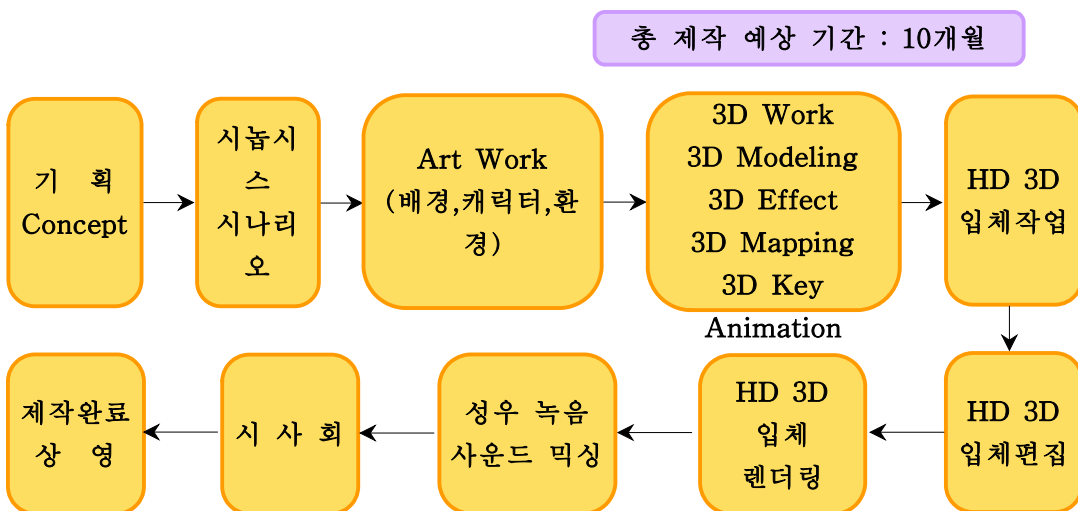 총 제작 예상 기간 : 10개월
기 획
Concept
시놉시
스
시나리
오
Art Work
(배경,캐릭터,환
경)
3D Work
3D Modeling
3D Effect
3D Mapping
3D Key
Animation
HD 3D
입체작업
HD 3D
입체편집
HD 3D
입체
렌더링
성우 녹음
사운드 믹싱
시 사 회
제작완료
상 영